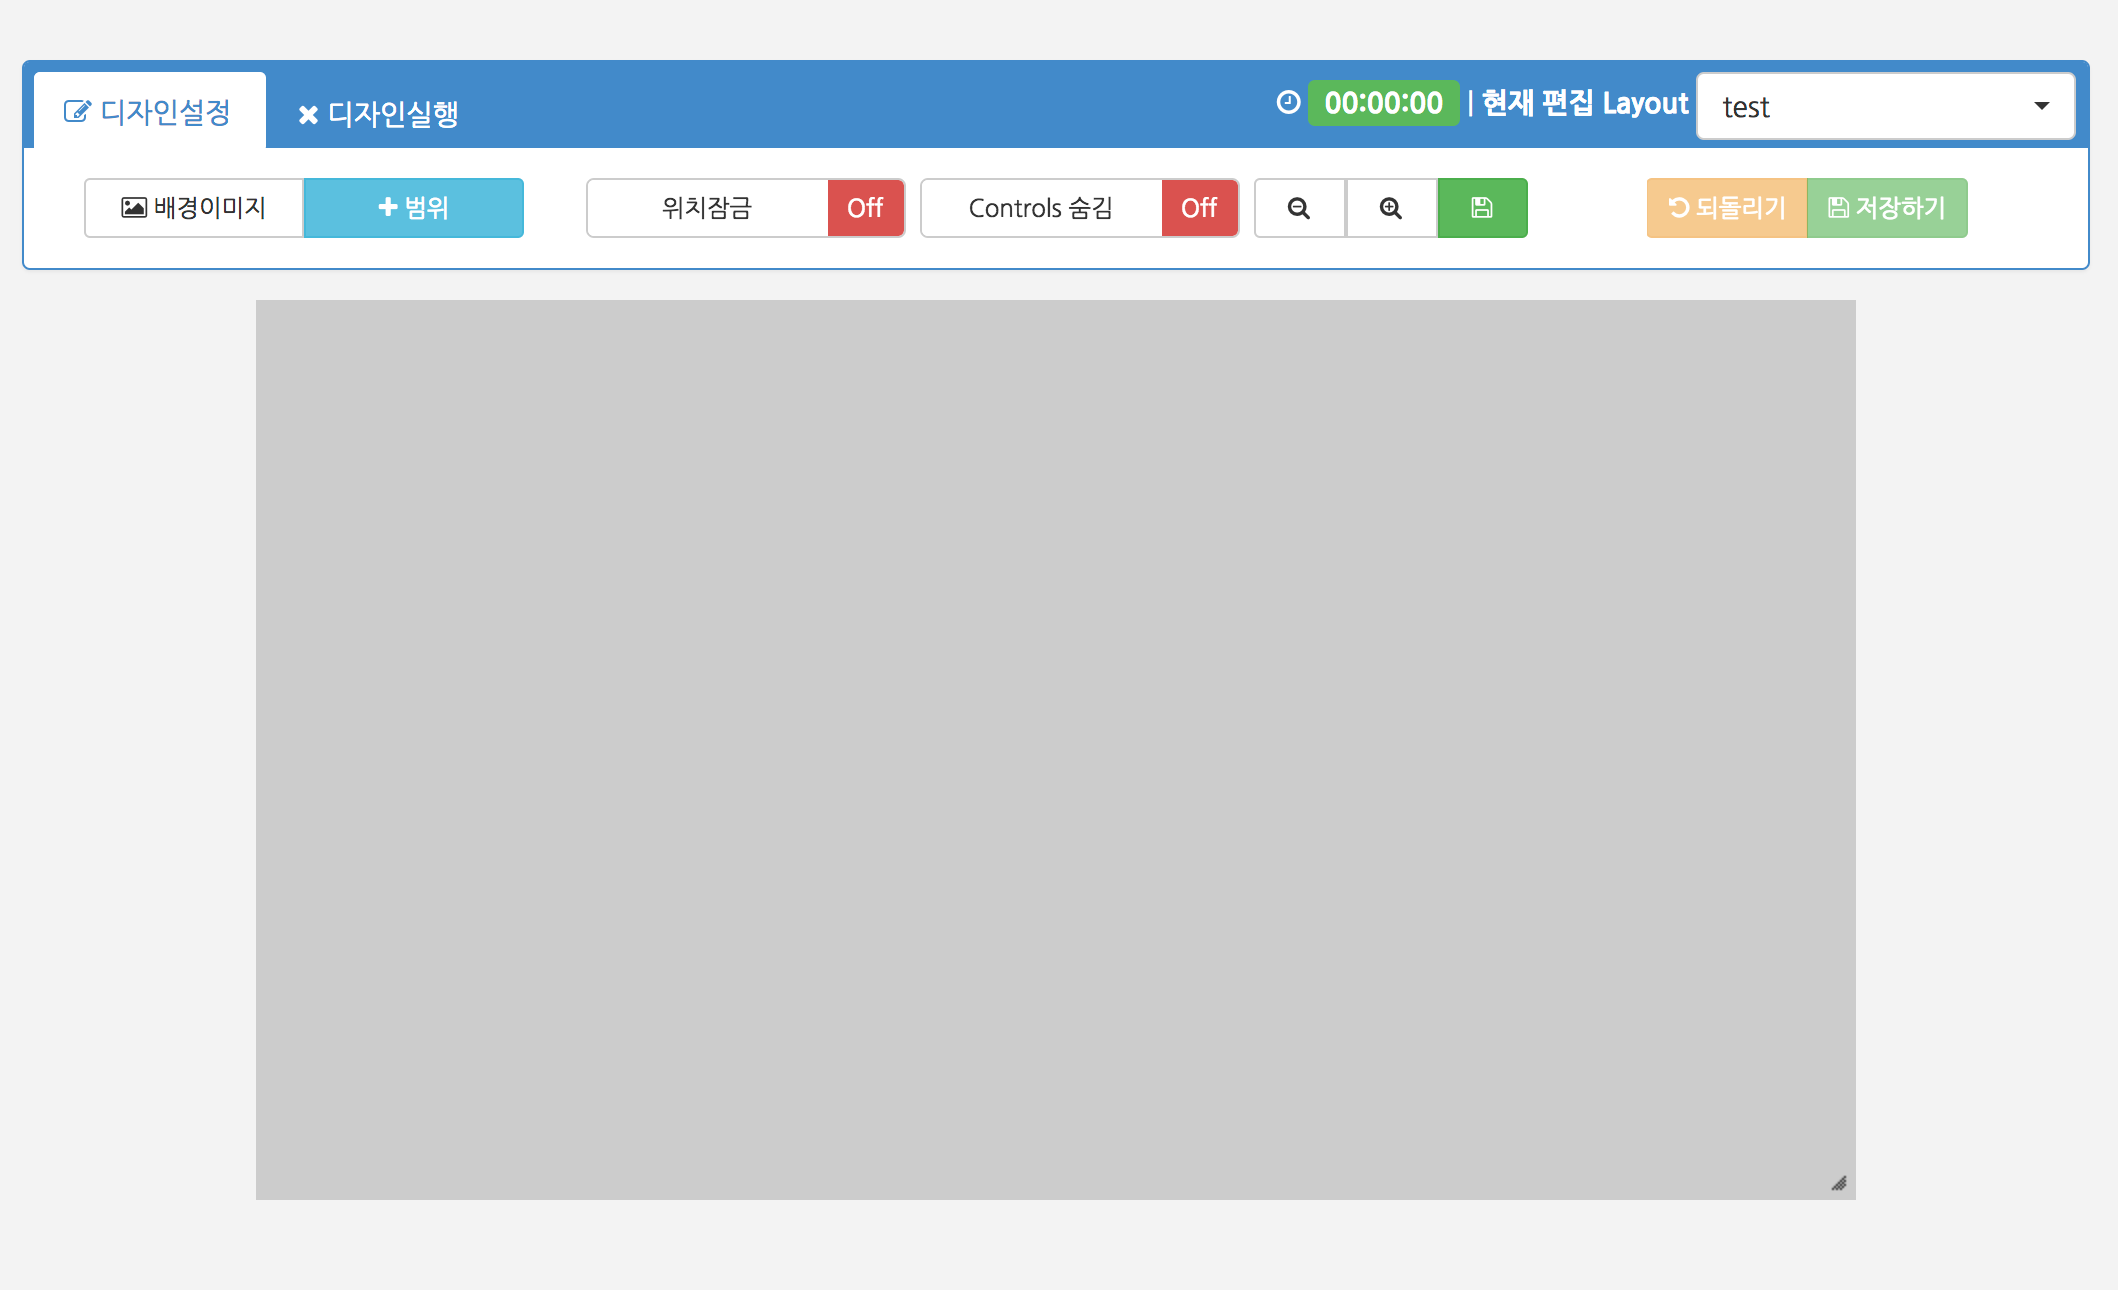 디자인설정 디자인실행 00:00:00 | 현재 편집 Layout test
배경이미지 범위 위치잠금 Off Controls 숨김 Off 되돌리기 저장하기